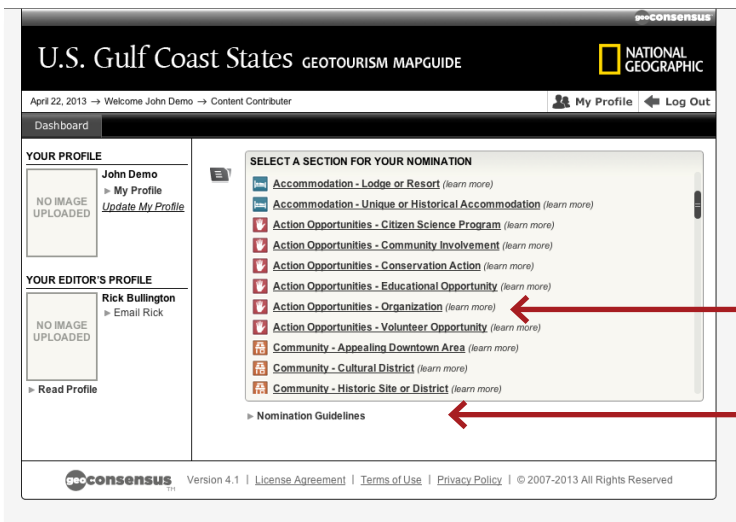 geoconsensus
U.S. Gulf Coast States GEOTOURISM MAPGUIDE
NATIONAL
GEOGRAPHIC
April 22, 2013 → Welcome John Demo → Content Contributer
My Profile
Log Out
Dashboard
YOUR PROFILE
NO IMAGE
UPLOADED
John Demo
My Profile
Update My Profile
YOUR EDITOR'S PROFILE
NO IMAGE
UPLOADED
Rick Bullington
Email Rick
Read Profile
SELECT A SECTION FOR YOUR NOMINATION
Accommodation - Lodge or Resort (learn more)
Accommodation - Unique or Historical Accommodation (learn more)
Action Opportunities - Citizen Science Program (learn more)
Action Opportunities - Community Involvement (learn more)
Action Opportunities - Conservation Action (learn more)
Action Opportunities - Educational Opportunity (learn more)
Action Opportunities - Organization (learn more)
Action Opportunities - Volunteer Opportunity (learn more)
Community - Appealing Downtown Area (learn more)
Community - Cultural District (learn more)
Community - Historic Site or District (learn more)
Nomination Guidelines
geoconsensus TM Version 4.1 | License Agreement | Terms of Use | Privacy Policy | © 2007-2013 All Rights Reserved